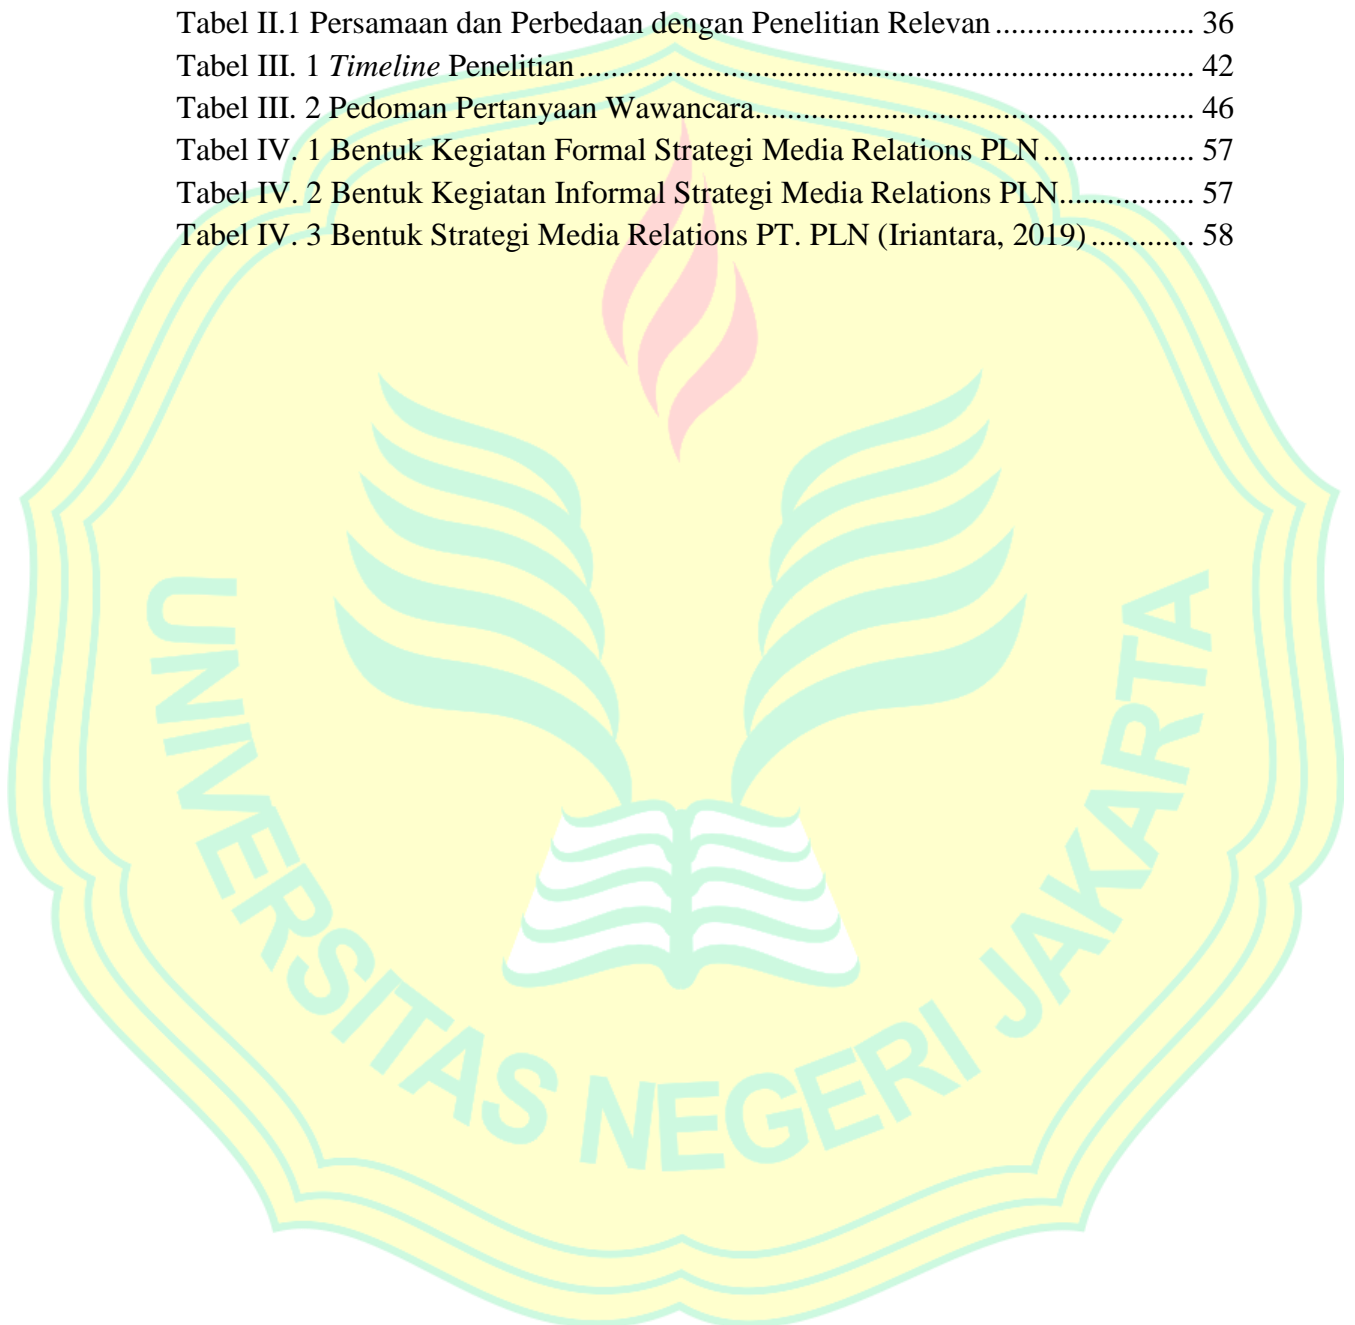 Tabel II.1 Persamaan dan Perbedaan dengan Penelitian Relevan ......................... 36
Tabel III. 1 Timeline Penelitian ............................................................................. 42
Tabel III. 2 Pedoman Pertanyaan Wawancara....................................................... 46
Tabel IV. 1 Bentuk Kegiatan Formal Strategi Media Relations PLN ................... 57
Tabel IV. 2 Bentuk Kegiatan Informal Strategi Media Relations PLN................. 57
Tabel IV. 3 Bentuk Strategi Media Relations PT. PLN (Iriantara, 2019) ............. 58
UNIVERSITAS NEGERI JAKARTA